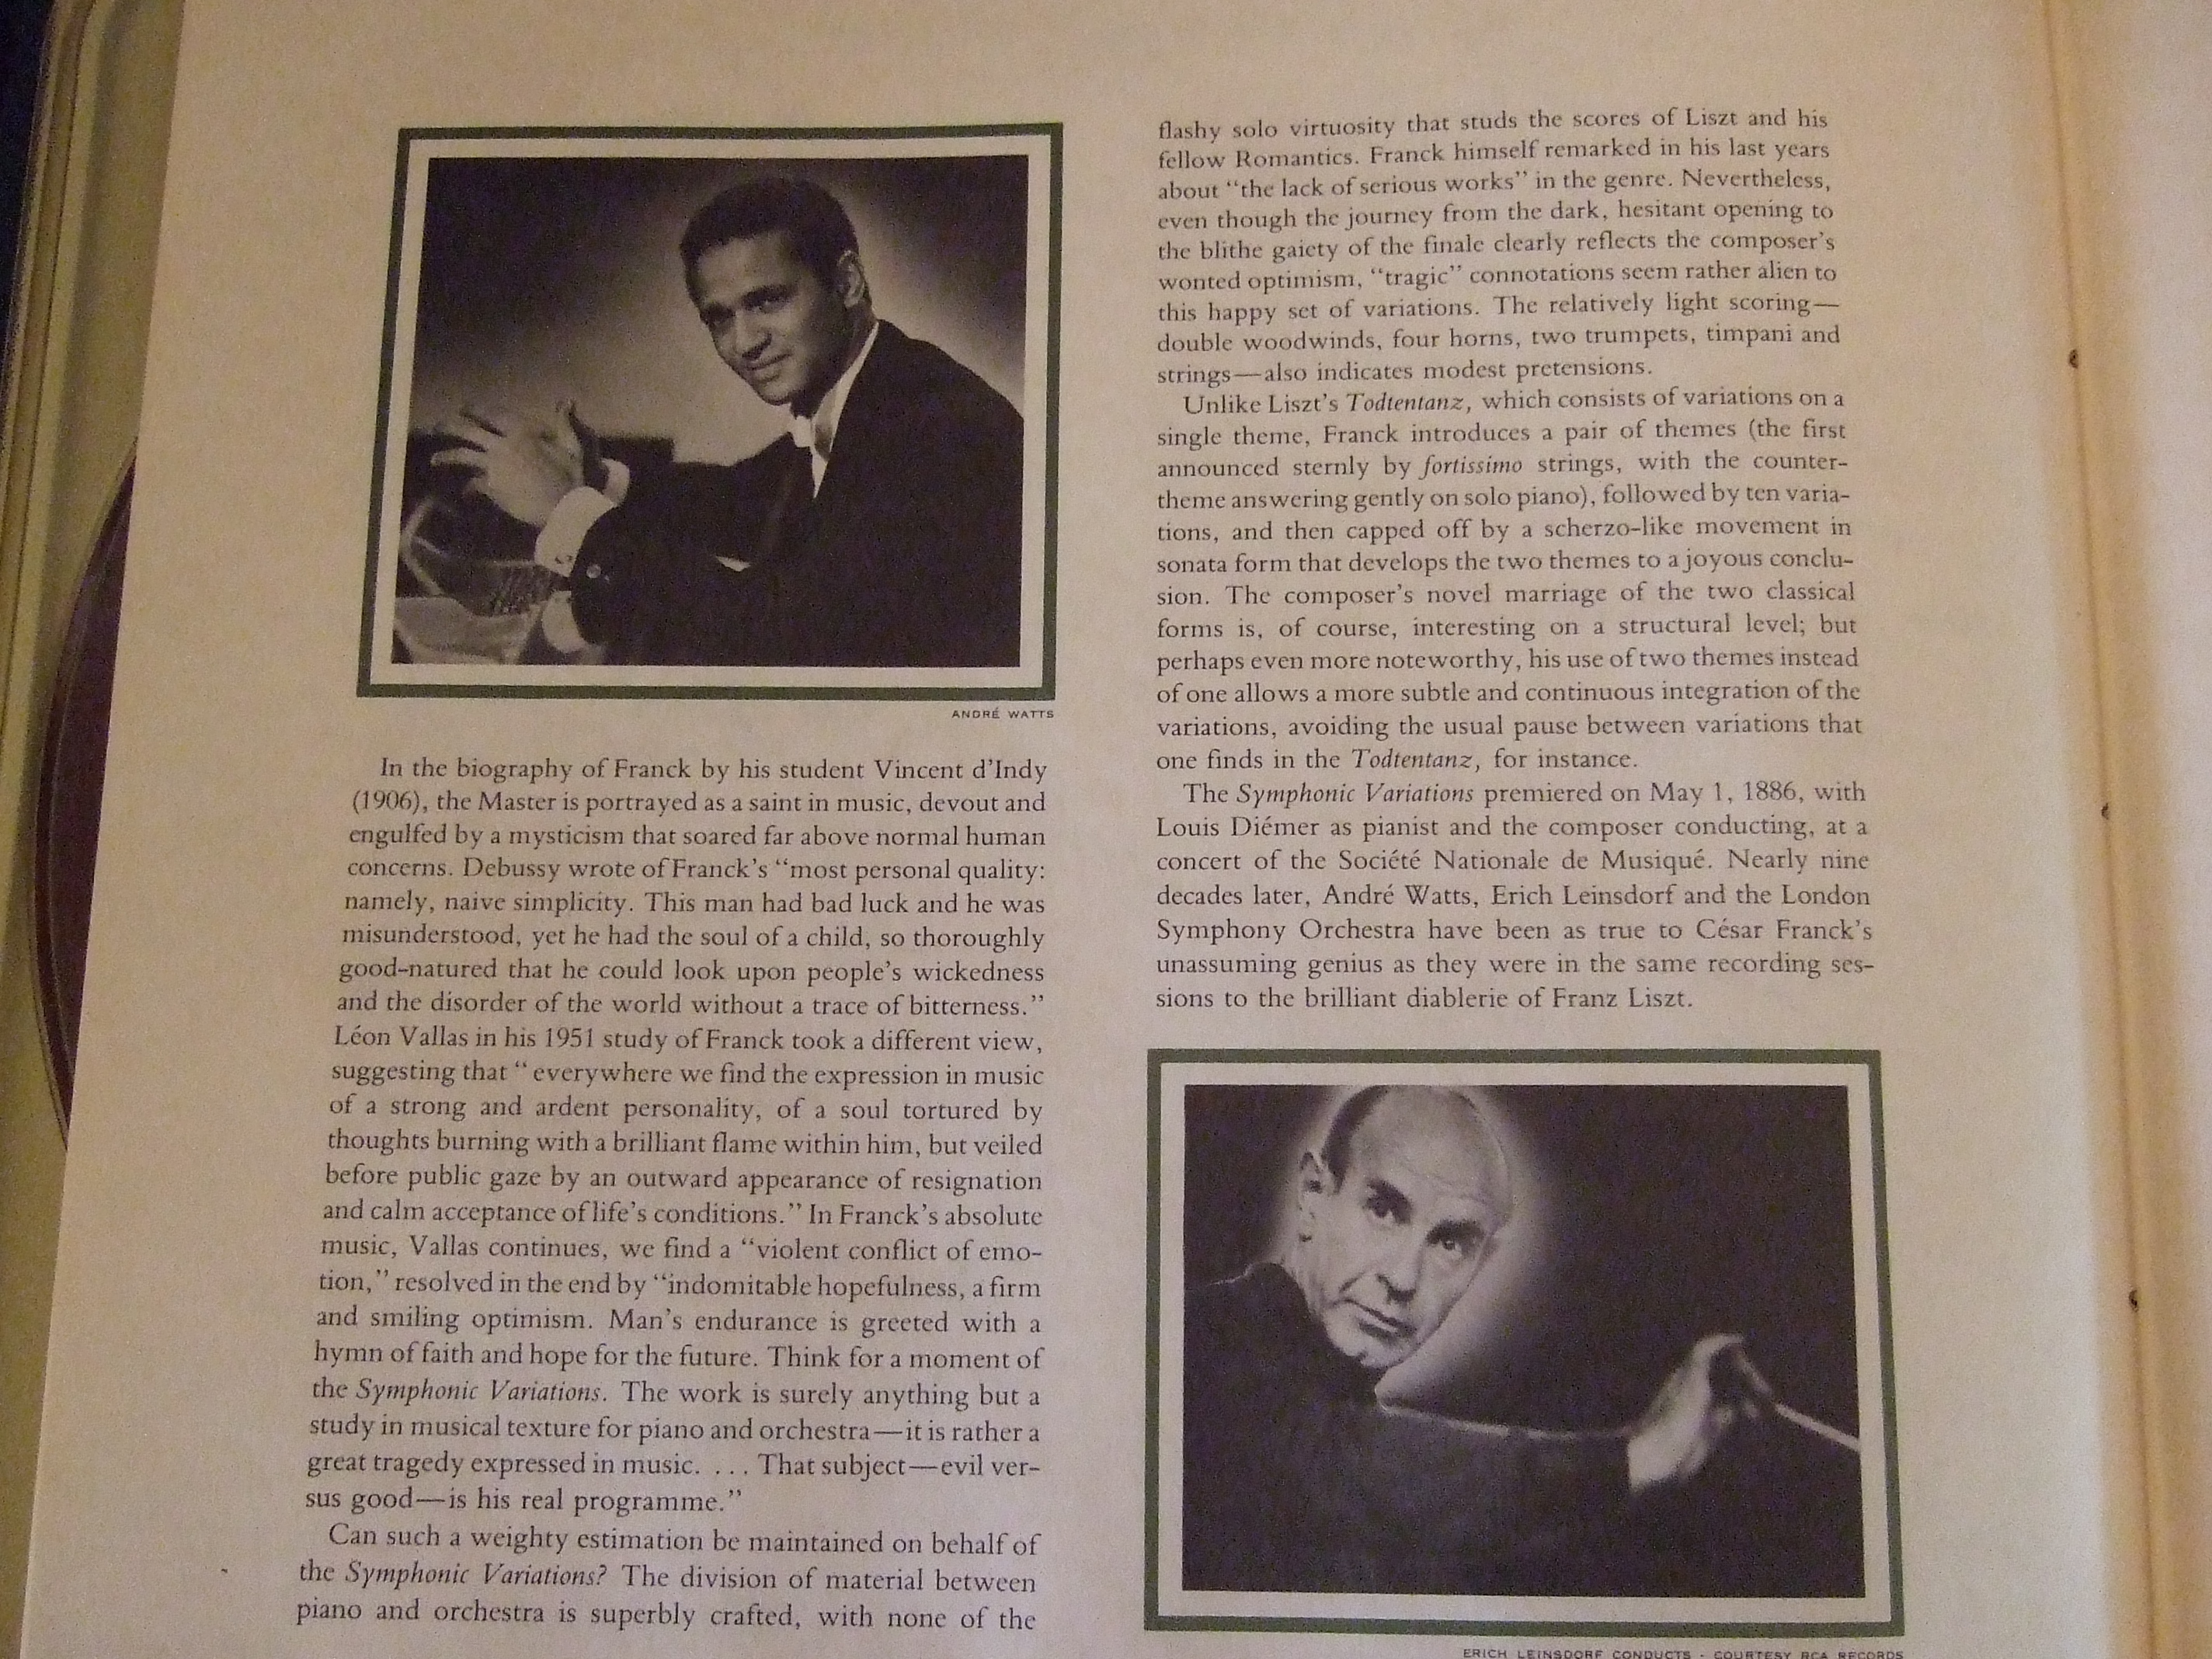 ANDRÉ WATTS
In the biography of Franck by his student Vincent d'Indy
(1906), the Master is portrayed as a saint in music, devout and
engulfed by a mysticism that soared far above normal human
concerns. Debussy wrote of Franck's “most personal quality:
namely, naive simplicity. This man had bad luck and he was
misunderstood, yet he had the soul of a child, so thoroughly
good-natured that he could look upon people's wickedness
and the disorder of the world without a trace of bitterness.”
Léon Vallas in his 1951 study of Franck took a different view,
suggesting that “everywhere we find the expression in music
of a strong and ardent personality, of a soul tortured by
thoughts burning with a brilliant flame within him, but veiled
before public gaze by an outward appearance of resignation
and calm acceptance of life's conditions.” In Franck's absolute
music, Vallas continues, we find a “violent conflict of emo-
tion,” resolved in the end by “indomitable hopefulness, a firm
and smiling optimism. Man's endurance is greeted with a
hymn of faith and hope for the future. Think for a moment of
the Symphonic Variations. The work is surely anything but a
study in musical texture for piano and orchestra—it is rather a
great tragedy expressed in music. . . . That subject—evil ver-
sus good—is his real programme.”
Can such a weighty estimation be maintained on behalf of
the Symphonic Variations? The division of material between
piano and orchestra is superbly crafted, with none of the
flashy solo virtuosity that studs the scores of Liszt and his
fellow Romantics. Franck himself remarked in his last years
about “the lack of serious works” in the genre. Nevertheless,
even though the journey from the dark, hesitant opening to
the blithe gaiety of the finale clearly reflects the composer's
wonted optimism, “tragic” connotations seem rather alien to
this happy set of variations. The relatively light scoring—
double woodwinds, four horns, two trumpets, timpani and
strings—also indicates modest pretensions.
Unlike Liszt's Todtentanz, which consists of variations on a
single theme, Franck introduces a pair of themes (the first
announced sternly by fortissimo strings, with the counter-
theme answering gently on solo piano), followed by ten varia-
tions, and then capped off by a scherzo-like movement in
sonata form that develops the two themes to a joyous conclu-
sion. The composer's novel marriage of the two classical
forms is, of course, interesting on a structural level; but
perhaps even more noteworthy, his use of two themes instead
of one allows a more subtle and continuous integration of the
variations, avoiding the usual pause between variations that
one finds in the Todtentanz, for instance.
The Symphonic Variations premiered on May 1, 1886, with
Louis Diémer as pianist and the composer conducting, at a
concert of the Société Nationale de Musiqué. Nearly nine
decades later, André Watts, Erich Leinsdorf and the London
Symphony Orchestra have been as true to César Franck's
unassuming genius as they were in the same recording ses-
sions to the brilliant diablerie of Franz Liszt.
ERICH LEINSDORF CONDUCTS · COURTESY RCA RECORDS